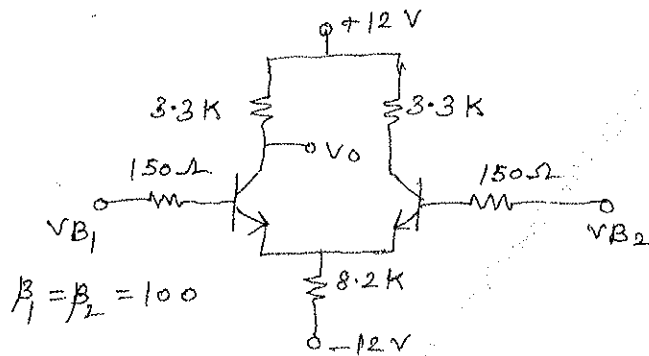 +12 V
3.3K
3.3K
Vo
150Ω
150Ω
VB1
VB2
8.2K
β1 = β2 = 100
-12V